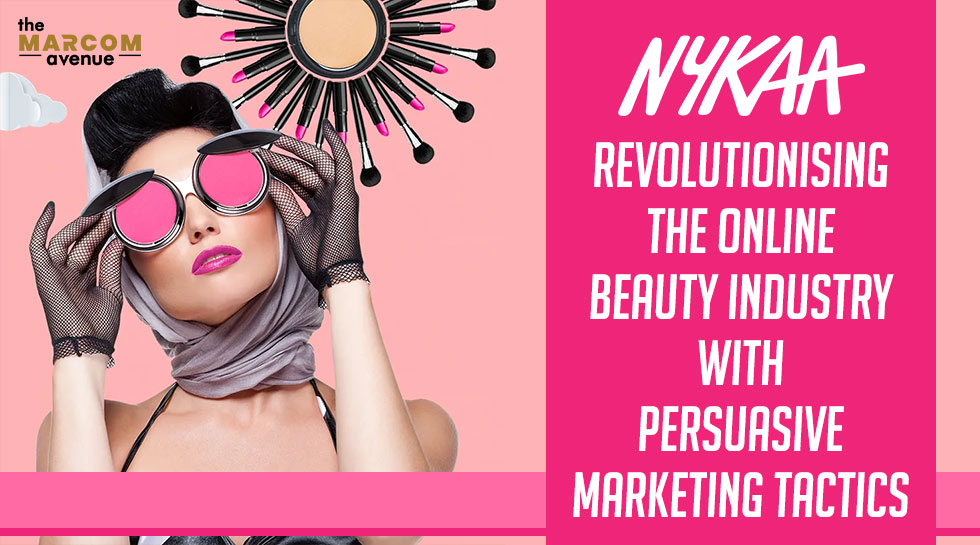 the
MARCOM
avenue
NYKAA
REVOLUTIONISING
THE ONLINE
BEAUTY INDUSTRY
WITH
PERSUASIVE
MARKETING TACTICS